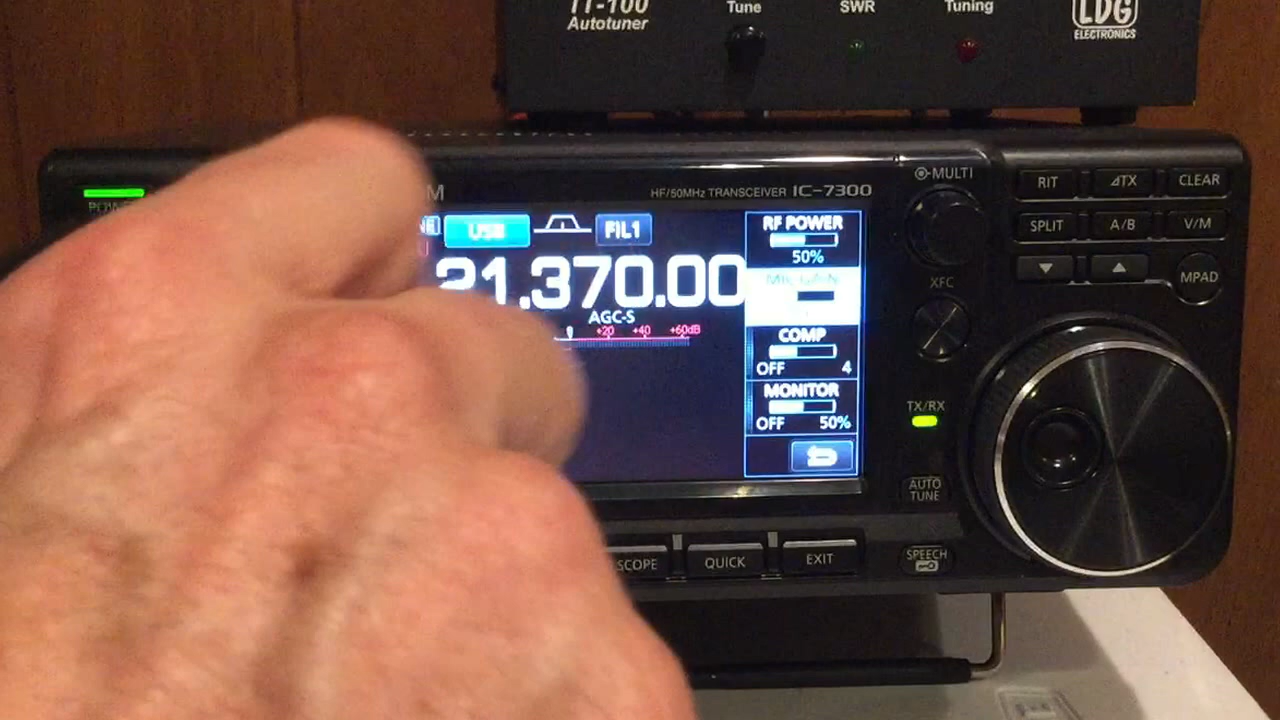 IT-100
Autotuner
Tune
SWR
Tuning
LDG
ELECTRONICS
HF/50MHz TRANSCEIVER IC-7300
MULTI
RIT
⊿TX
CLEAR
SPLIT
A/B
V/M
▼
▲
MPAD
XFC
TX/RX
AUTO
TUNE
SPEECH
USB
FIL1
21.370.00
AGC-S
+20 +40 +60dB
RF POWER
50%
MIC GAIN
COMP
OFF 4
MONITOR
OFF 50%
SCOPE
QUICK
EXIT